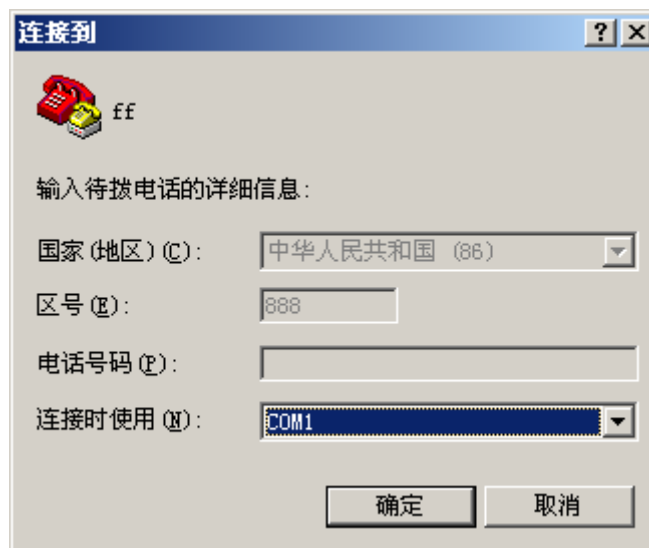 连接到
ff
输入待拨电话的详细信息:
国家(地区)(C): 中华人民共和国 (86)
区号(E): 888
电话号码(P):
连接时使用(N): COM1
确定 取消